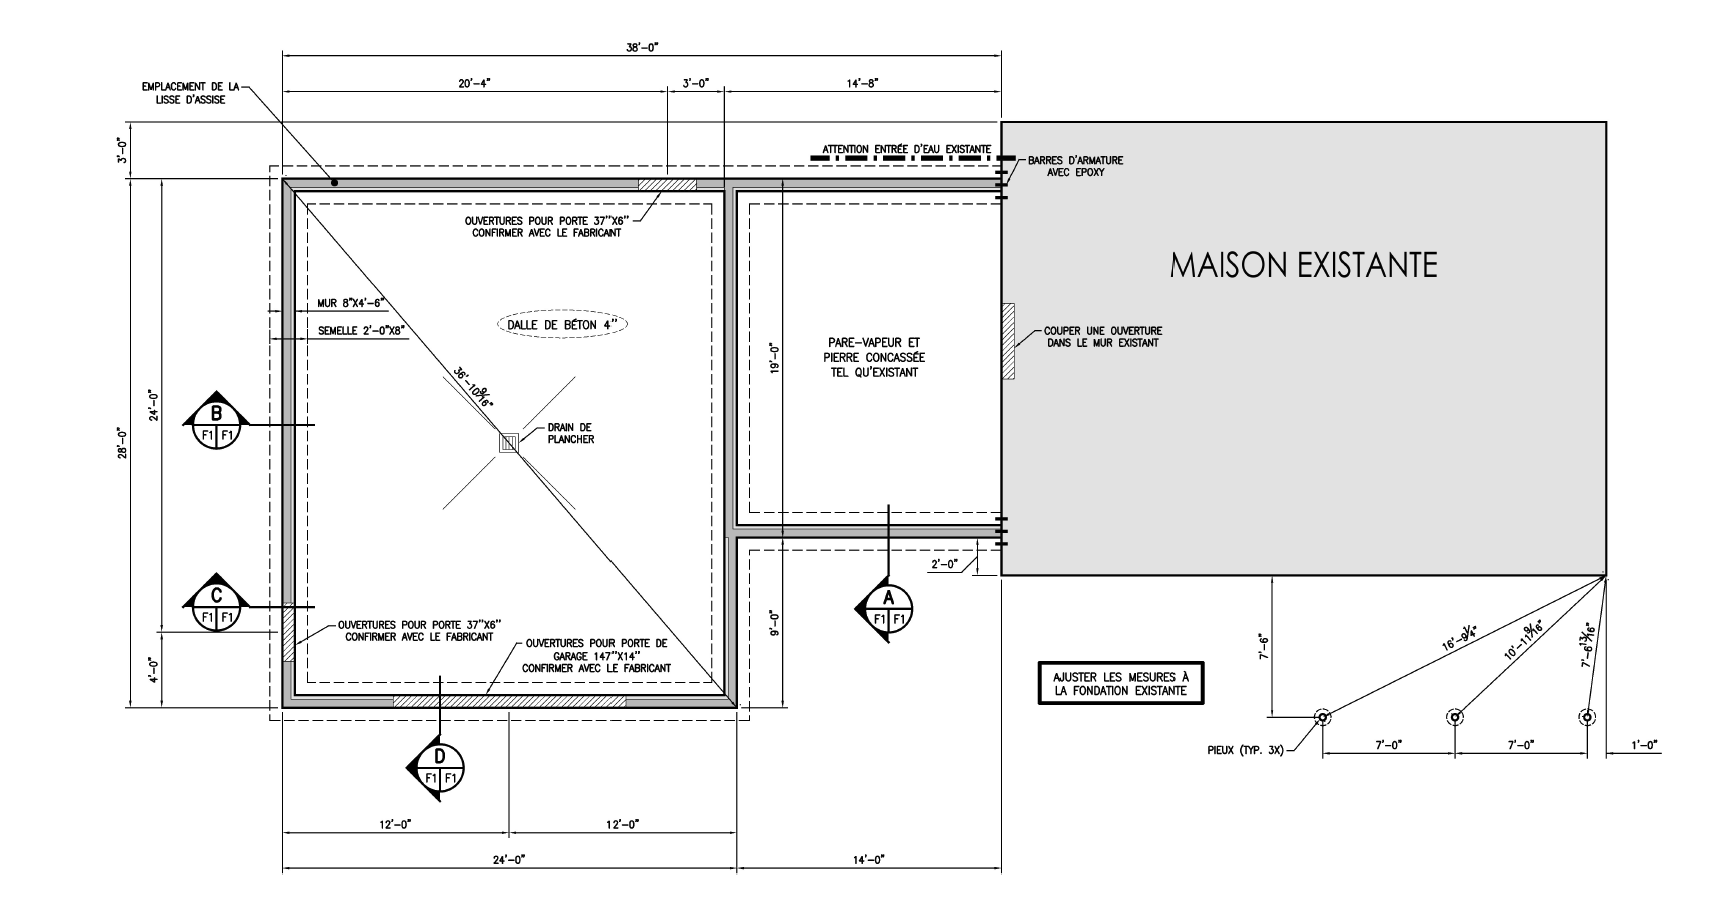 38'-0"
20'-4"
3'-0"
14'-8"
EMPLACEMENT DE LA
LISSE D'ASSISE
3'-0"
ATTENTION ENTRÉE D'EAU EXISTANTE
BARRES D'ARMATURE
AVEC EPOXY
OUVERTURES POUR PORTE 37"X6"
CONFIRMER AVEC LE FABRICANT
MAISON EXISTANTE
MUR 8"X4'-6"
SEMELLE 2'-0"X8"
DALLE DE BÉTON 4"
COUPER UNE OUVERTURE
DANS LE MUR EXISTANT
PARE-VAPEUR ET
PIERRE CONCASSÉE
TEL QU'EXISTANT
19'-0"
36'-10 9/16"
24'-0"
28'-0"
B
F1 F1
DRAIN DE
PLANCHER
2'-0"
C
F1 F1
A
F1 F1
9'-0"
OUVERTURES POUR PORTE 37"X6"
CONFIRMER AVEC LE FABRICANT
OUVERTURES POUR PORTE DE
GARAGE 147"X14"
CONFIRMER AVEC LE FABRICANT
4'-0"
7'-6"
16'-9 1/4"
10'-11 9/16"
7'-6 13/16"
AJUSTER LES MESURES À
LA FONDATION EXISTANTE
PIEUX (TYP. 3X)
7'-0"
7'-0"
1'-0"
D
F1 F1
12'-0"
12'-0"
24'-0"
14'-0"